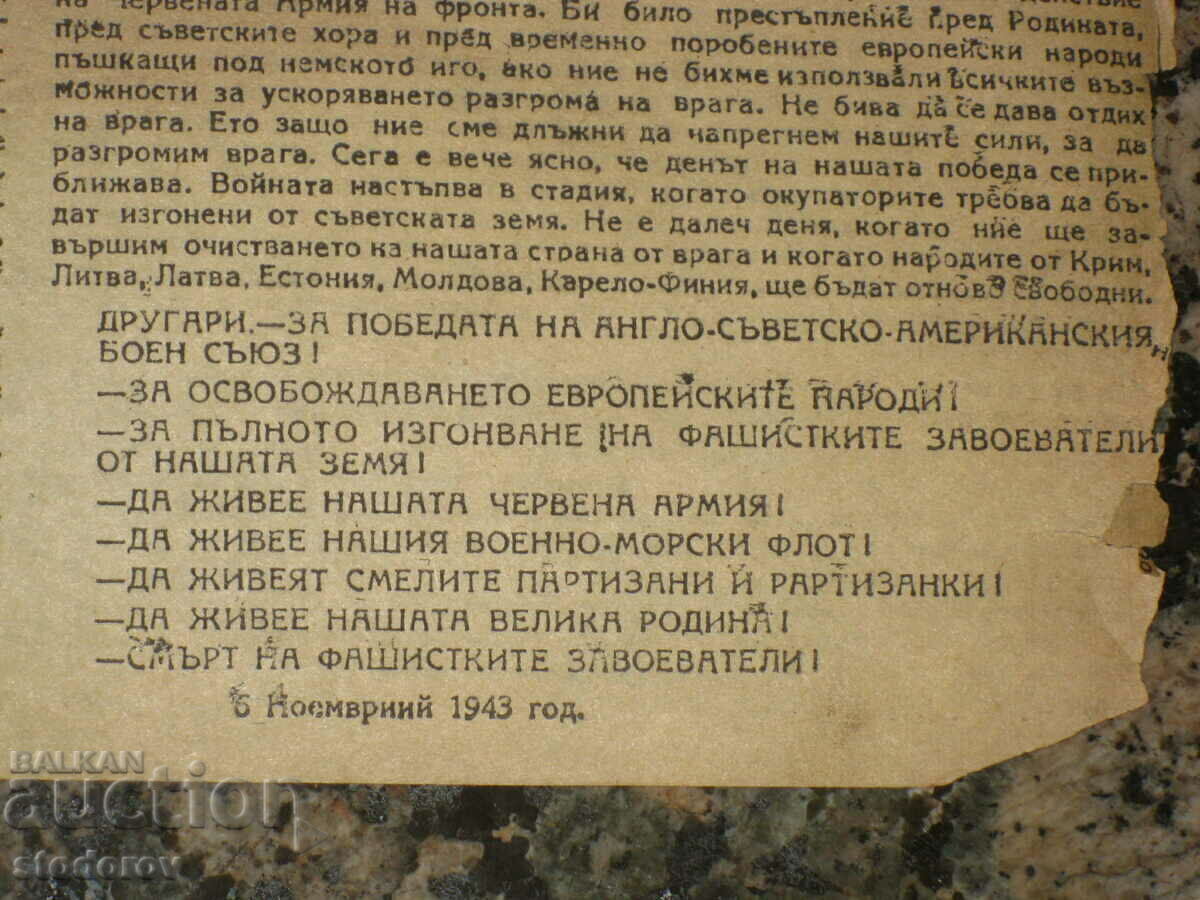 на Червената Армия на фронта. Би било престъпление пред Родината,
пред съветските хора и пред временно поробените европейски народи
пъшкащи под немското иго, ако ние не бихме използвали всичките въз-
можности за ускоряването разгрома на врага. Не бива да се дава отдих
на врага. Ето защо ние сме длъжни да напрегнем нашите сили, за да
разгромим врага. Сега е вече ясно, че денът на нашата победа се при-
ближава. Войната настъпва в стадия, когато окупаторите требова да бъ-
дат изгонени от съветската земя. Не е далеч деня, когато ние ще за-
вършим очистването на нашата страна от врага и когато народите от Крим,
Литва, Латва, Естония, Молдова, Карело-Финия, ще бъдат отново свободни.
ДРУГАРИ.—ЗА ПОБЕДАТА НА АНГЛО-СЪВЕТСКО-АМЕРИКАНСКИЯ
БОЕН СЪЮЗ!
—ЗА ОСВОБОЖДАВАНЕТО ЕВРОПЕЙСКИТЕ НАРОДИ!
—ЗА ПЪЛНОТО ИЗГОНВАНЕ НА ФАШИСТКИТЕ ЗАВОЕВАТЕЛИ
ОТ НАШАТА ЗЕМЯ!
—ДА ЖИВЕЕ НАШАТА ЧЕРВЕНА АРМИЯ!
—ДА ЖИВЕЕ НАШИЯ ВОЕННО-МОРСКИ ФЛОТ!
—ДА ЖИВЕЯТ СМЕЛИТЕ ПАРТИЗАНИ И РАРТИЗАНКИ!
—ДА ЖИВЕЕ НАШАТА ВЕЛИКА РОДИНА!
—СМЪРТ НА ФАШИСТКИТЕ ЗАВОЕВАТЕЛИ!
6 Ноемврий 1943 год.
BALKAN
auction
stodorov